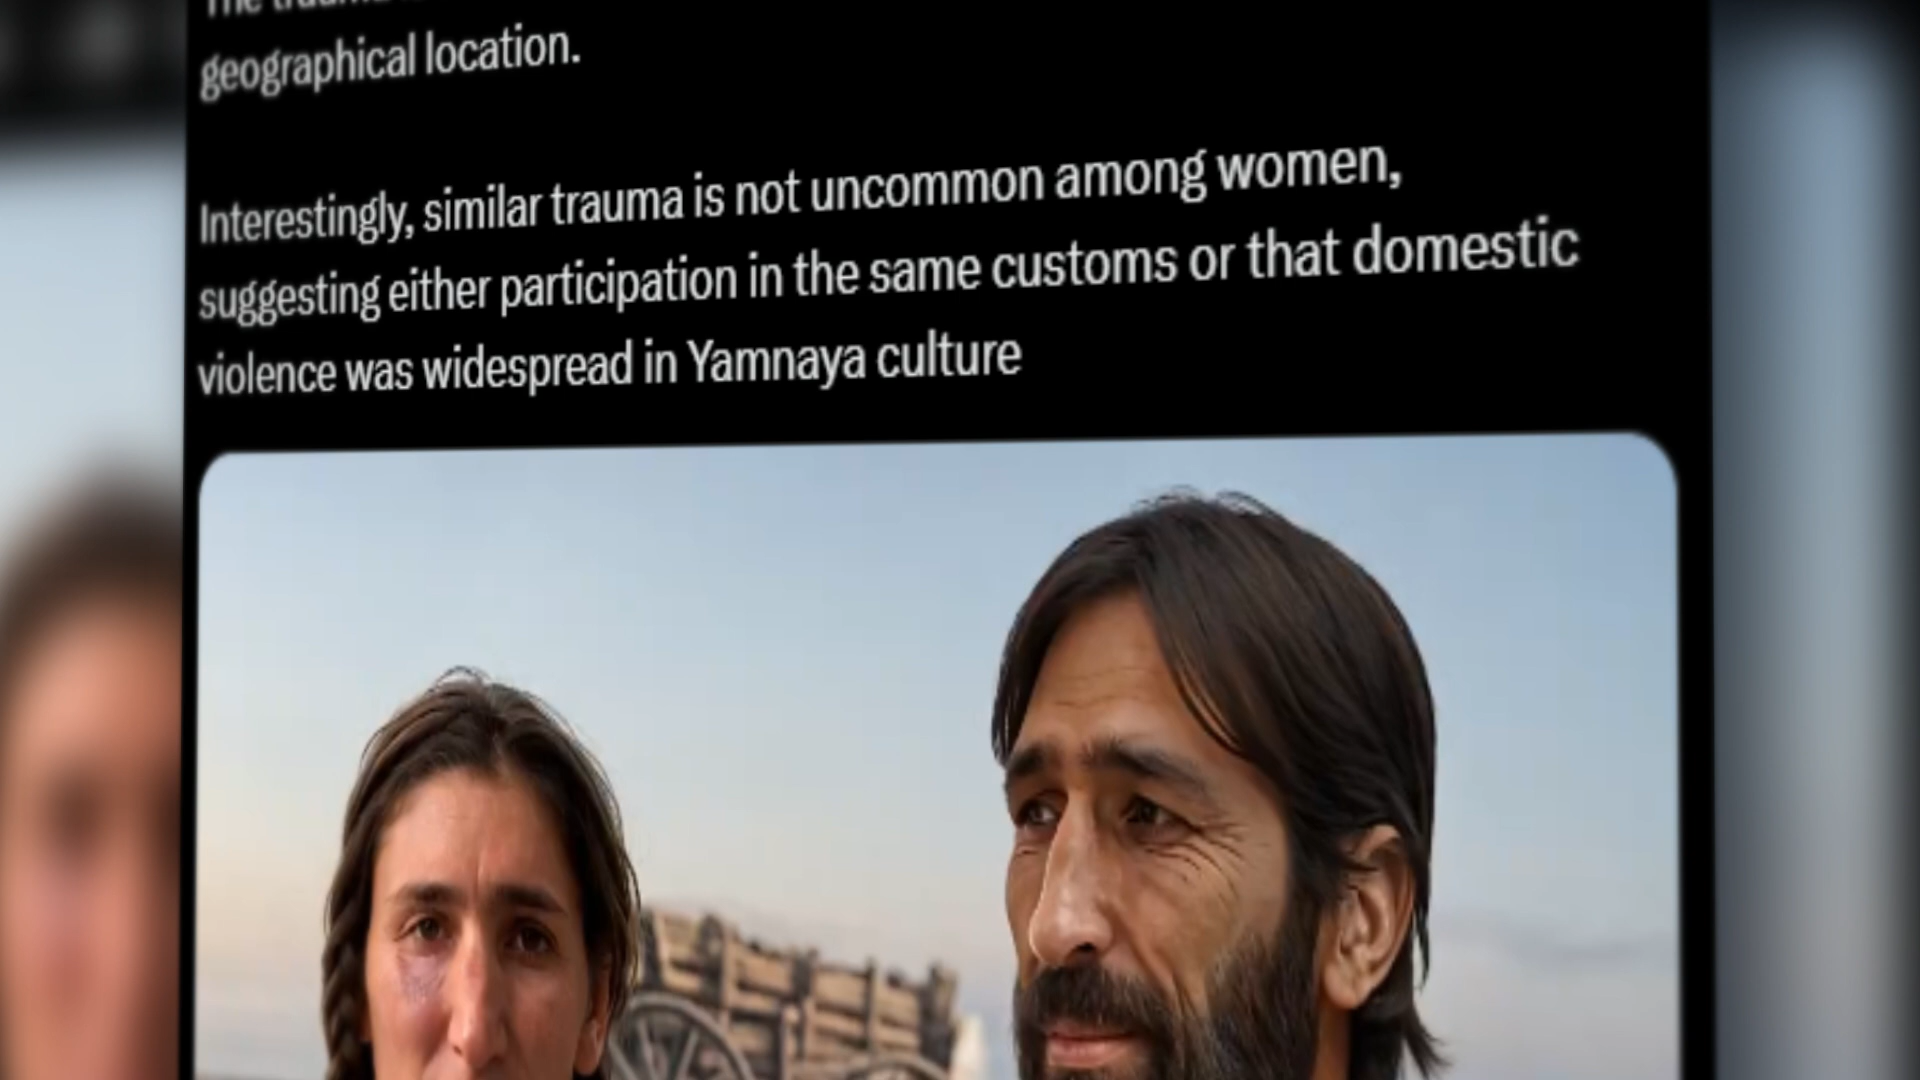 The
geographical location.
Interestingly, similar trauma is not uncommon among women,
suggesting either participation in the same customs or that domestic
violence was widespread in Yamnaya culture